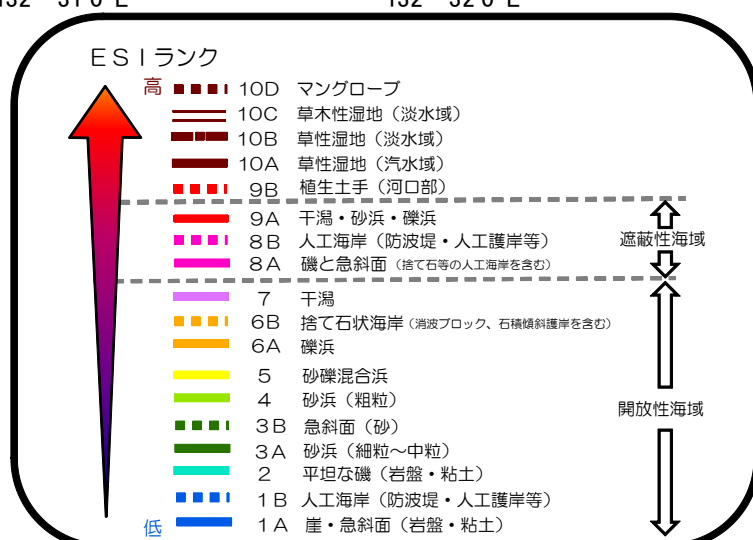 132° 31′0″E 132° 32′0″E
ESIランク
高
10D マングローブ
10C 草木性湿地（淡水域）
10B 草性湿地（淡水域）
10A 草性湿地（汽水域）
9B 植生土手（河口部）
9A 干潟・砂浜・礫浜
8B 人工海岸（防波堤・人工護岸等）
遮蔽性海域
8A 磯と急斜面（捨て石等の人工海岸を含む）
7 干潟
6B 捨て石状海岸（消波ブロック、石積傾斜護岸を含む）
6A 礫浜
5 砂礫混合浜
4 砂浜（粗粒）
開放性海域
3B 急斜面（砂）
3A 砂浜（細粒～中粒）
2 平坦な磯（岩盤・粘土）
1B 人工海岸（防波堤・人工護岸等）
低
1A 崖・急斜面（岩盤・粘土）